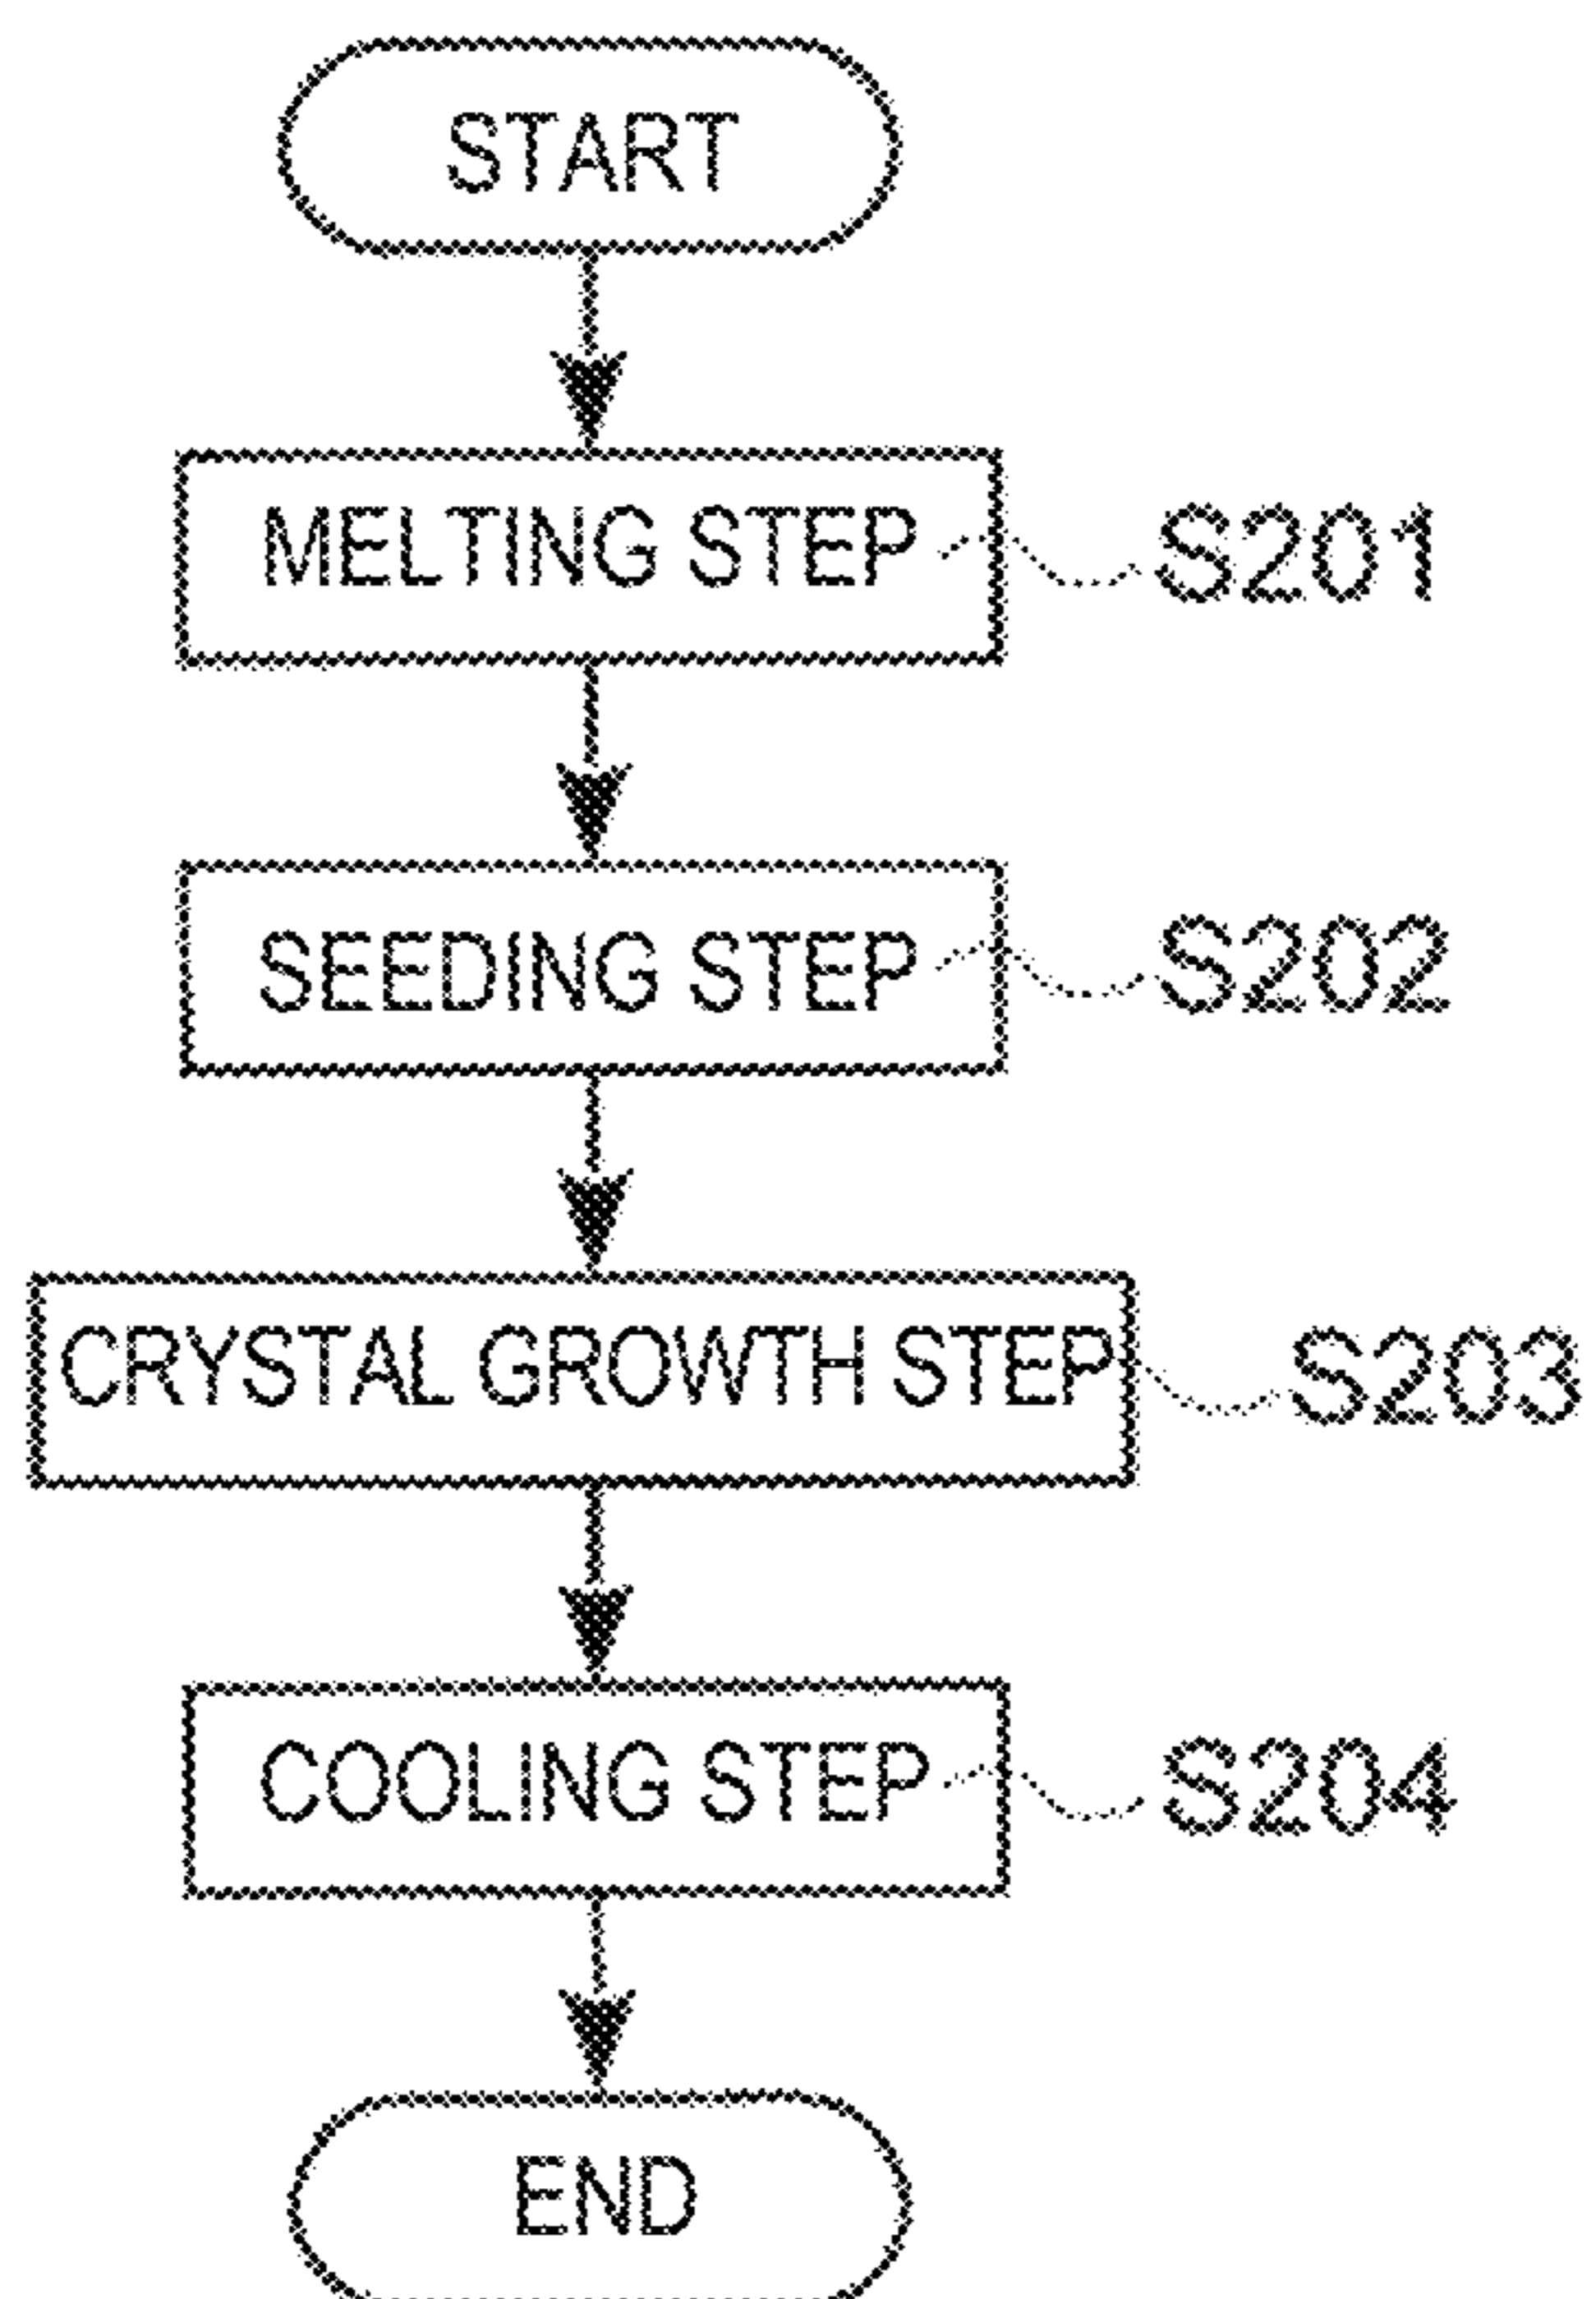 START
MELTING STEP S201
SEEDING STEP S202
CRYSTAL GROWTH STEP S203
COOLING STEP S204
END